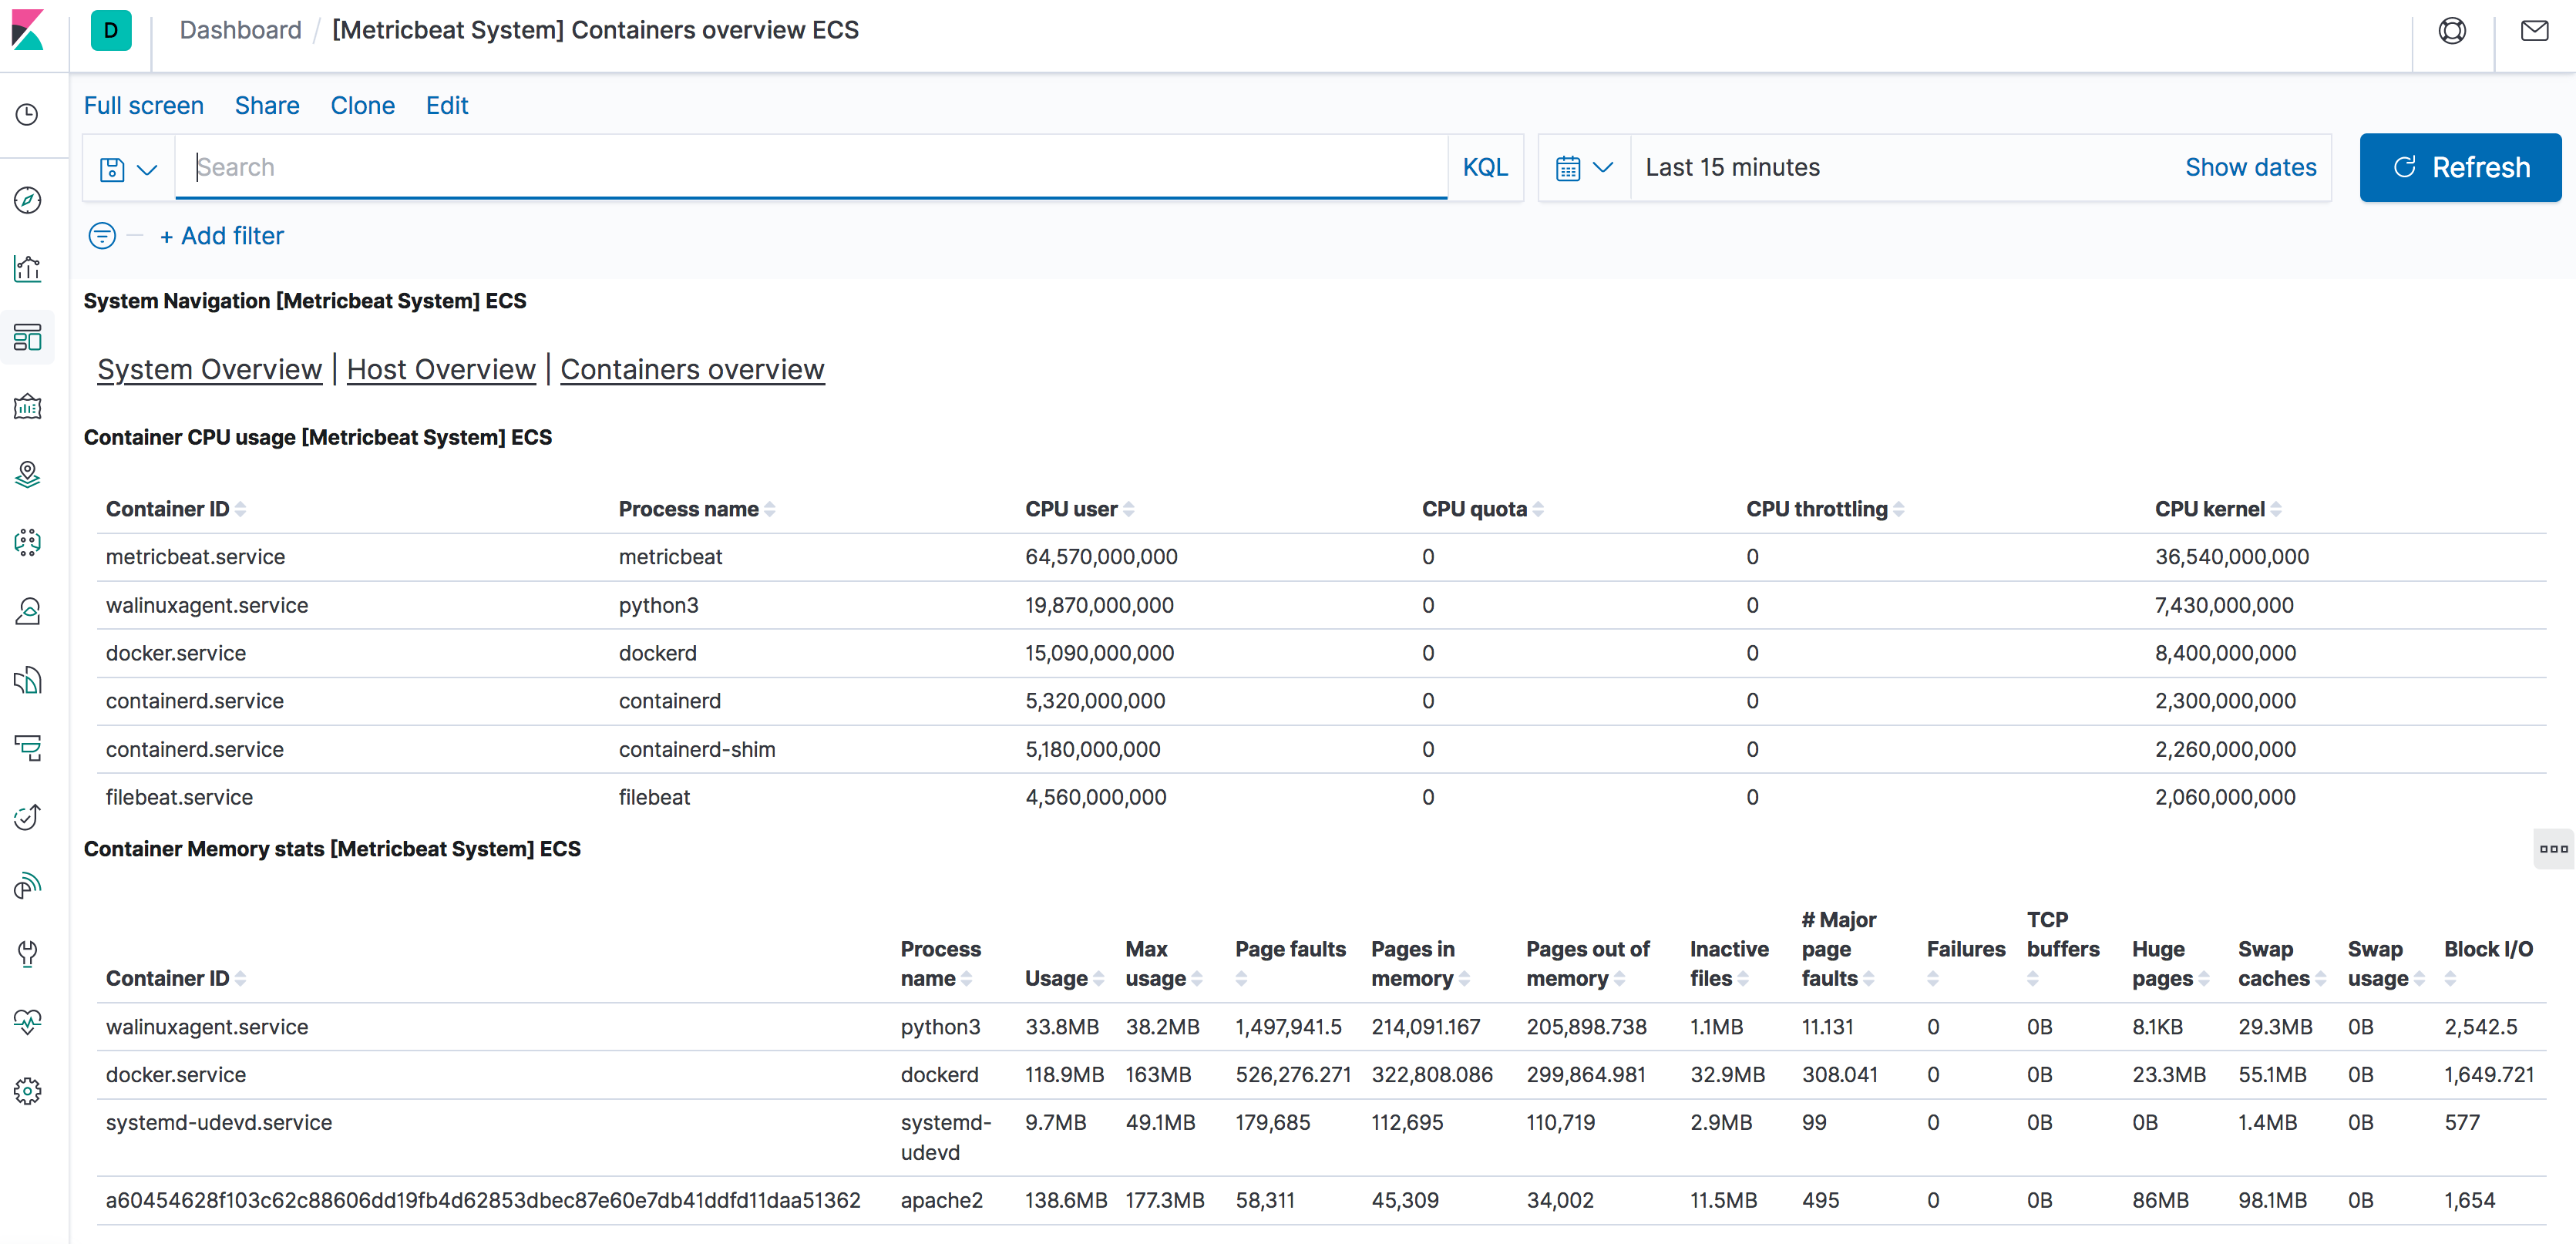 D Dashboard / [Metricbeat System] Containers overview ECS
Full screen Share Clone Edit
Search KQL Last 15 minutes Show dates Refresh
+ Add filter
System Navigation [Metricbeat System] ECS
System Overview | Host Overview | Containers overview
Container CPU usage [Metricbeat System] ECS
Container ID Process name CPU user CPU quota CPU throttling CPU kernel
metricbeat.service metricbeat 64,570,000,000 0 0 36,540,000,000
walinuxagent.service python3 19,870,000,000 0 0 7,430,000,000
docker.service dockerd 15,090,000,000 0 0 8,400,000,000
containerd.service containerd 5,320,000,000 0 0 2,300,000,000
containerd.service containerd-shim 5,180,000,000 0 0 2,260,000,000
filebeat.service filebeat 4,560,000,000 0 0 2,060,000,000
Container Memory stats [Metricbeat System] ECS
Container ID Process name Usage Max usage Page faults Pages in memory Pages out of memory Inactive files # Major page faults Failures TCP buffers Huge pages Swap caches Swap usage Block I/O
walinuxagent.service python3 33.8MB 38.2MB 1,497,941.5 214,091.167 205,898.738 1.1MB 11.131 0 0B 8.1KB 29.3MB 0B 2,542.5
docker.service dockerd 118.9MB 163MB 526,276.271 322,808.086 299,864.981 32.9MB 308.041 0 0B 23.3MB 55.1MB 0B 1,649.721
systemd-udevd.service systemd-udevd 9.7MB 49.1MB 179,685 112,695 110,719 2.9MB 99 0 0B 0B 1.4MB 0B 577
a60454628f103c62c88606dd19fb4d62853dbec87e60e7db41ddfd11daa51362 apache2 138.6MB 177.3MB 58,311 45,309 34,002 11.5MB 495 0 0B 86MB 98.1MB 0B 1,654